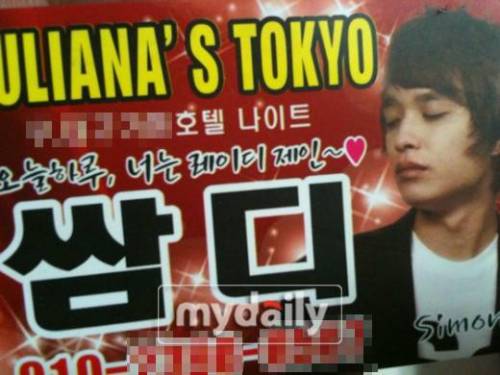 ULIANA'S TOKYO
호텔 나이트
오늘하루, 너는 레이디 제인~♥
쌈디
mydaily
Simon
010-